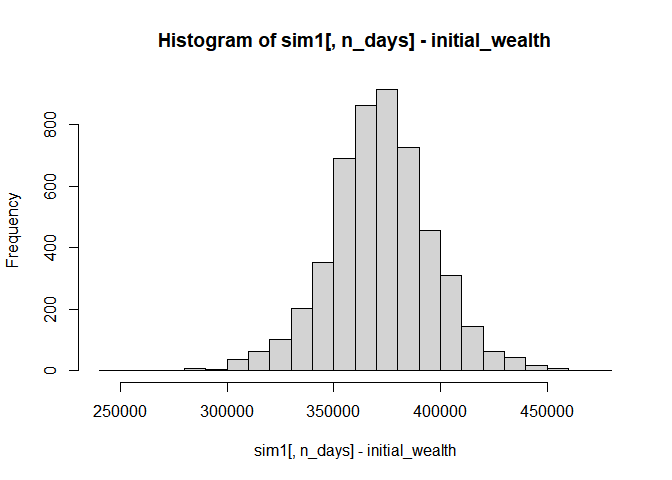 Histogram of sim1[, n_days] - initial_wealth
Frequency
800
600
400
200
0
250000 300000 350000 400000 450000
sim1[, n_days] - initial_wealth